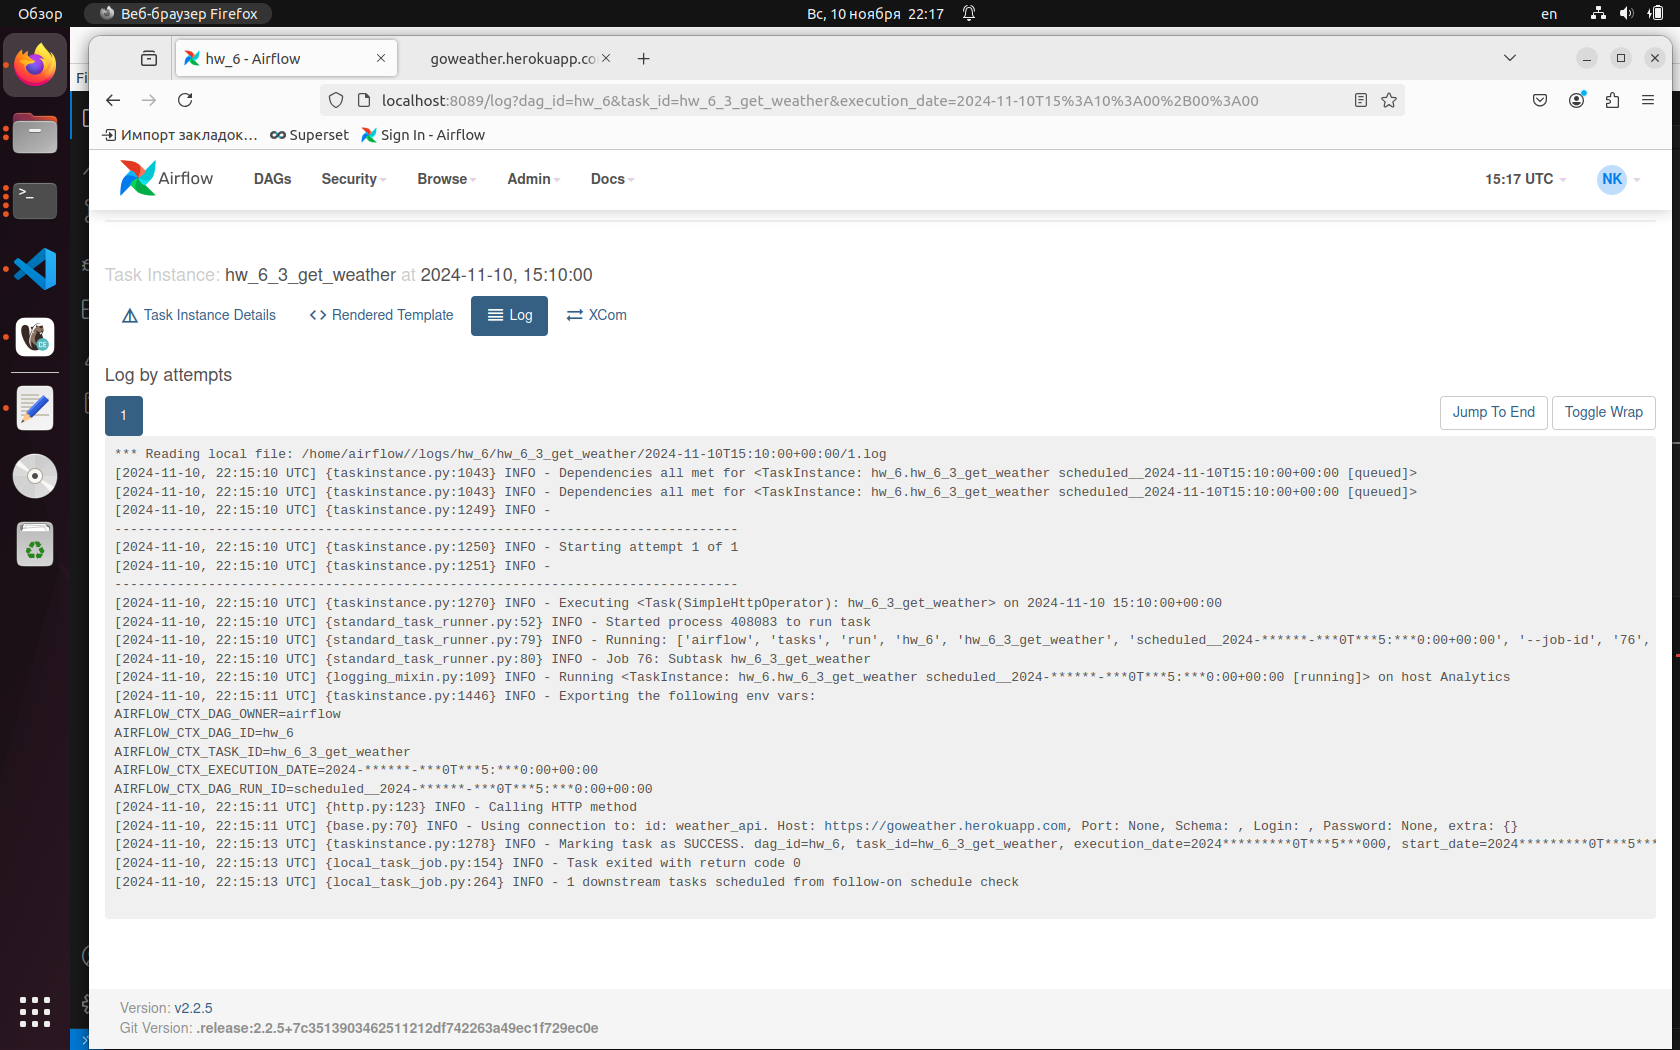 Обзор
Веб-браузер Firefox
Вс, 10 ноября 22:17
en
hw_6 - Airflow
goweather.herokuapp.co
Fi
localhost:8089/log?dag_id=hw_6&task_id=hw_6_3_get_weather&execution_date=2024-11-10T15%3A10%3A00%2B00%3A00
Импорт закладок…
Superset
Sign In - Airflow
Airflow
DAGs
Security
Browse
Admin
Docs
15:17 UTC
NK
Task Instance: hw_6_3_get_weather at 2024-11-10, 15:10:00
Task Instance Details
Rendered Template
Log
XCom
Log by attempts
1
Jump To End
Toggle Wrap
*** Reading local file: /home/airflow//logs/hw_6/hw_6_3_get_weather/2024-11-10T15:10:00+00:00/1.log
[2024-11-10, 22:15:10 UTC] {taskinstance.py:1043} INFO - Dependencies all met for <TaskInstance: hw_6.hw_6_3_get_weather scheduled__2024-11-10T15:10:00+00:00 [queued]>
[2024-11-10, 22:15:10 UTC] {taskinstance.py:1043} INFO - Dependencies all met for <TaskInstance: hw_6.hw_6_3_get_weather scheduled__2024-11-10T15:10:00+00:00 [queued]>
[2024-11-10, 22:15:10 UTC] {taskinstance.py:1249} INFO -
--------------------------------------------------------------------------------
[2024-11-10, 22:15:10 UTC] {taskinstance.py:1250} INFO - Starting attempt 1 of 1
[2024-11-10, 22:15:10 UTC] {taskinstance.py:1251} INFO -
--------------------------------------------------------------------------------
[2024-11-10, 22:15:10 UTC] {taskinstance.py:1270} INFO - Executing <Task(SimpleHttpOperator): hw_6_3_get_weather> on 2024-11-10 15:10:00+00:00
[2024-11-10, 22:15:10 UTC] {standard_task_runner.py:52} INFO - Started process 408083 to run task
[2024-11-10, 22:15:10 UTC] {standard_task_runner.py:79} INFO - Running: ['airflow', 'tasks', 'run', 'hw_6', 'hw_6_3_get_weather', 'scheduled__2024-******-***0T***5:***0:00+00:00', '--job-id', '76',
[2024-11-10, 22:15:10 UTC] {standard_task_runner.py:80} INFO - Job 76: Subtask hw_6_3_get_weather
[2024-11-10, 22:15:10 UTC] {logging_mixin.py:109} INFO - Running <TaskInstance: hw_6.hw_6_3_get_weather scheduled__2024-******-***0T***5:***0:00+00:00 [running]> on host Analytics
[2024-11-10, 22:15:11 UTC] {taskinstance.py:1446} INFO - Exporting the following env vars:
AIRFLOW_CTX_DAG_OWNER=airflow
AIRFLOW_CTX_DAG_ID=hw_6
AIRFLOW_CTX_TASK_ID=hw_6_3_get_weather
AIRFLOW_CTX_EXECUTION_DATE=2024-******-***0T***5:***0:00+00:00
AIRFLOW_CTX_DAG_RUN_ID=scheduled__2024-******-***0T***5:***0:00+00:00
[2024-11-10, 22:15:11 UTC] {http.py:123} INFO - Calling HTTP method
[2024-11-10, 22:15:11 UTC] {base.py:70} INFO - Using connection to: id: weather_api. Host: https://goweather.herokuapp.com, Port: None, Schema: , Login: , Password: None, extra: {}
[2024-11-10, 22:15:13 UTC] {taskinstance.py:1278} INFO - Marking task as SUCCESS. dag_id=hw_6, task_id=hw_6_3_get_weather, execution_date=2024*********0T***5***000, start_date=2024*********0T***5***
[2024-11-10, 22:15:13 UTC] {local_task_job.py:154} INFO - Task exited with return code 0
[2024-11-10, 22:15:13 UTC] {local_task_job.py:264} INFO - 1 downstream tasks scheduled from follow-on schedule check
Version: v2.2.5
Git Version: .release:2.2.5+7c3513903462511212df742263a49ec1f729ec0e